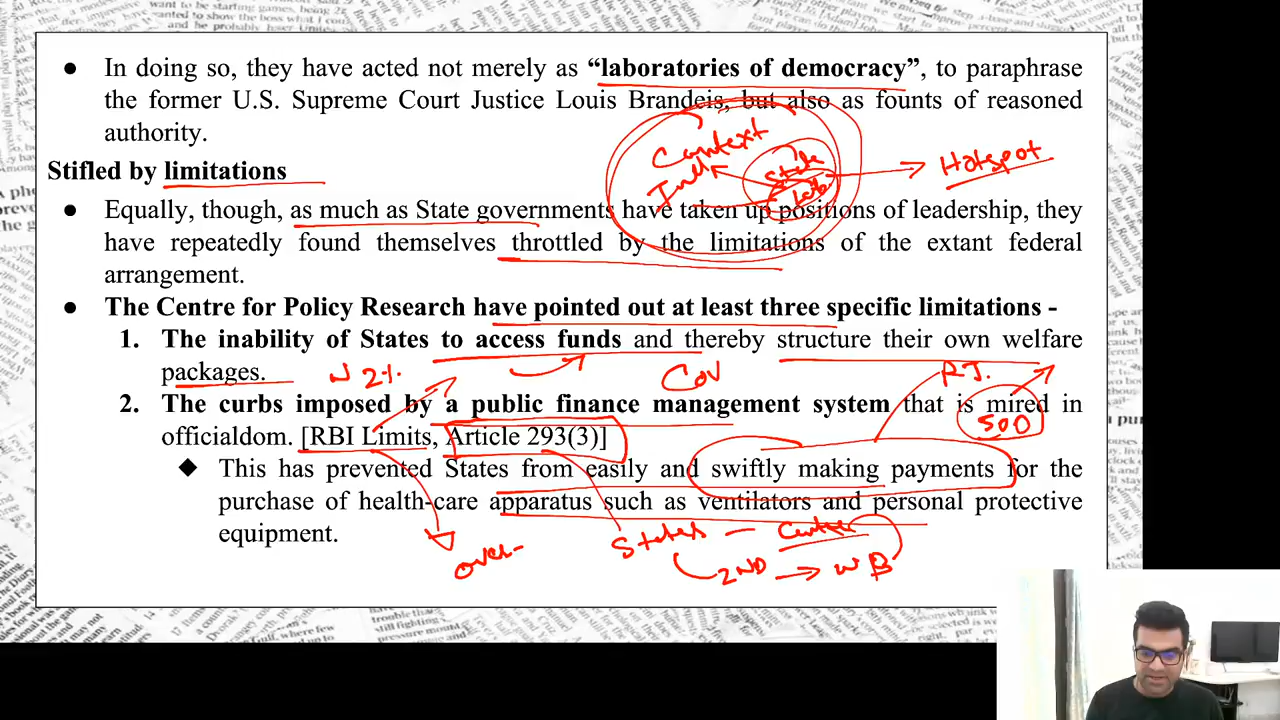 ● In doing so, they have acted not merely as “laboratories of democracy”, to paraphrase
the former U.S. Supreme Court Justice Louis Brandeis, but also as founts of reasoned
authority.
Context
State
Lab
Hotspot
Stifled by limitations
● Equally, though, as much as State governments have taken up positions of leadership, they
have repeatedly found themselves throttled by the limitations of the extant federal
arrangement.
● The Centre for Policy Research have pointed out at least three specific limitations -
1. The inability of States to access funds and thereby structure their own welfare
packages.
2%
COV
RJ.
2. The curbs imposed by a public finance management system that is mired in
500
officialdom. [RBI Limits, Article 293(3)]
◆ This has prevented States from easily and swiftly making payments for the
purchase of health-care apparatus such as ventilators and personal protective
equipment.
over-
States - Centre
2ND → WB